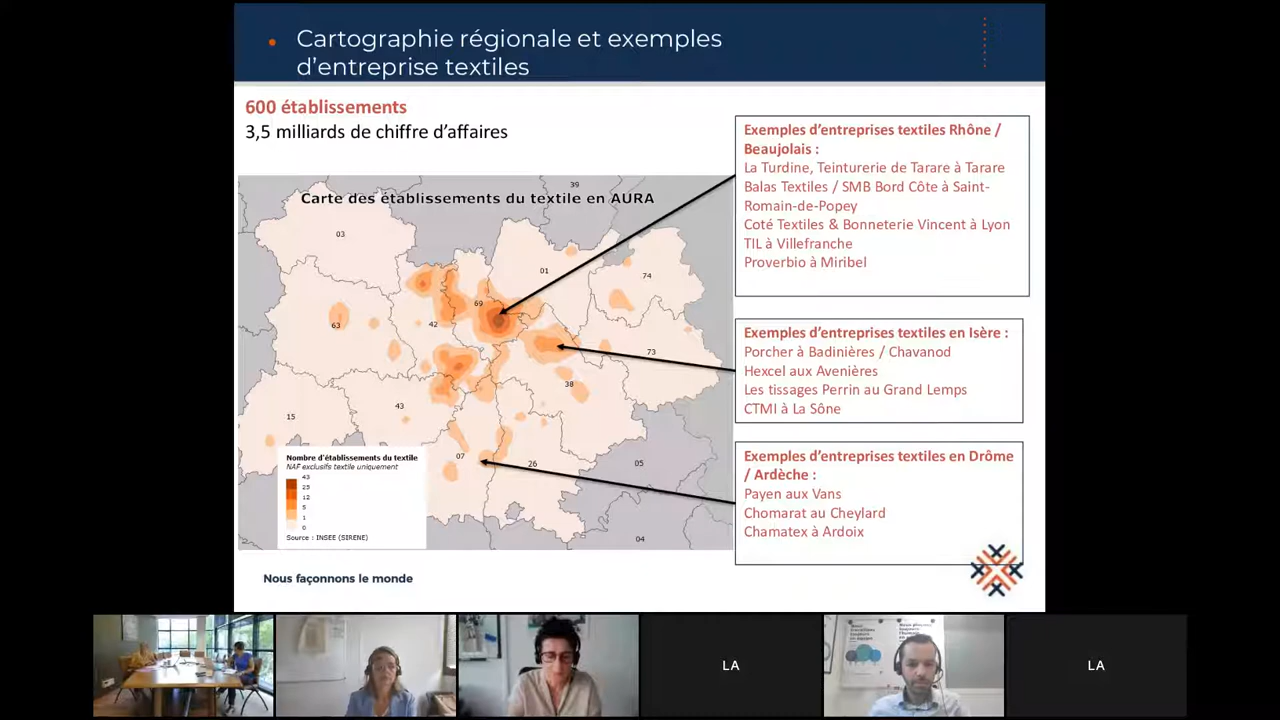 Cartographie régionale et exemples
d'entreprise textiles
600 établissements
3,5 milliards de chiffre d'affaires
Carte des établissements du textile en AURA
39
03
01
74
69
63
42
73
38
43
15
07
26
05
04
Nombre d'établissements du textile
NAF exclusifs textile uniquement
43
25
12
5
1
0
Source : INSEE (SIRENE)
Exemples d'entreprises textiles Rhône /
Beaujolais :
La Turdine, Teinturerie de Tarare à Tarare
Balas Textiles / SMB Bord Côte à Saint-
Romain-de-Popey
Coté Textiles & Bonneterie Vincent à Lyon
TIL à Villefranche
Proverbio à Miribel
Exemples d'entreprises textiles en Isère :
Porcher à Badinières / Chavanod
Hexcel aux Avenières
Les tissages Perrin au Grand Lemps
CTMI à La Sône
Exemples d'entreprises textiles en Drôme
/ Ardèche :
Payen aux Vans
Chomarat au Cheylard
Chamatex à Ardoix
Nous façonnons le monde
LA
LA